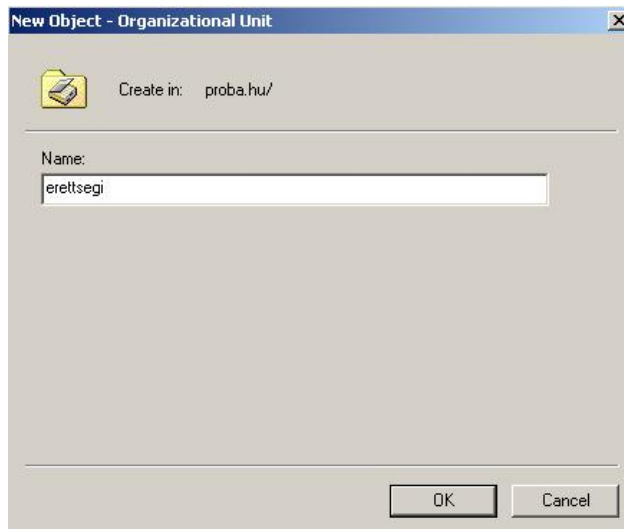 New Object - Organizational Unit
Create in: proba.hu/
Name:
erettsegi
OK Cancel